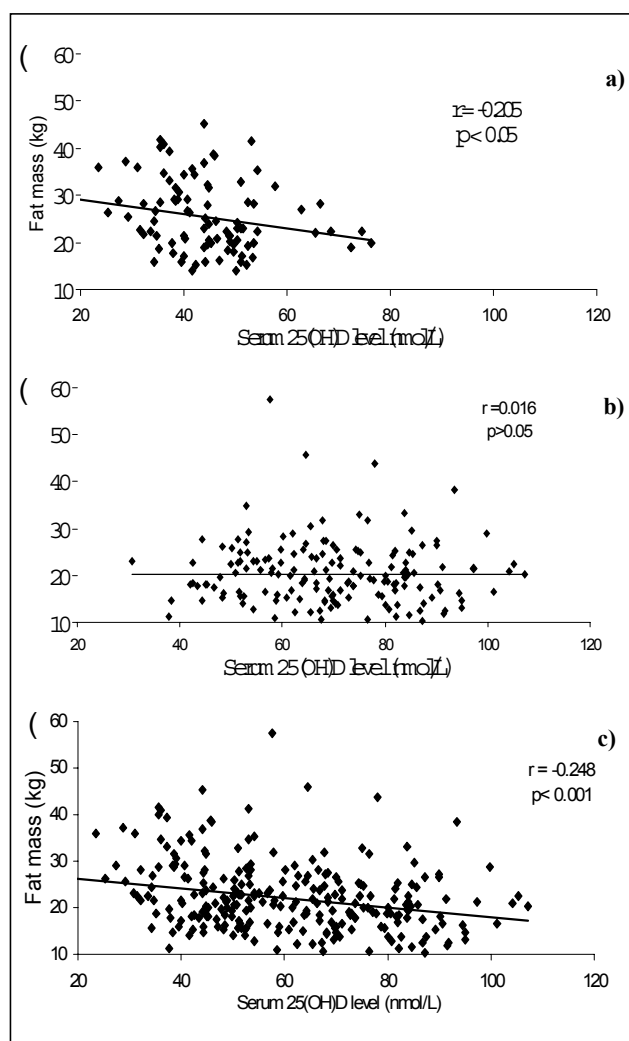 (
60
a)
50
r= -0.205
p< 0.05
40
Fat mass (kg)
30
20
10
20 40 60 80 100 120
Serum 25(OH)D level (nmol/L)
(
60
r =0.016
b)
p>0.05
50
40
30
20
10
20 40 60 80 100 120
Serum 25(OH)D level (nmol/L)
(
60
c)
r = -0.248
50
p< 0.001
40
Fat mass (kg)
30
20
10
20 40 60 80 100 120
Serum 25(OH)D level (nmol/L)